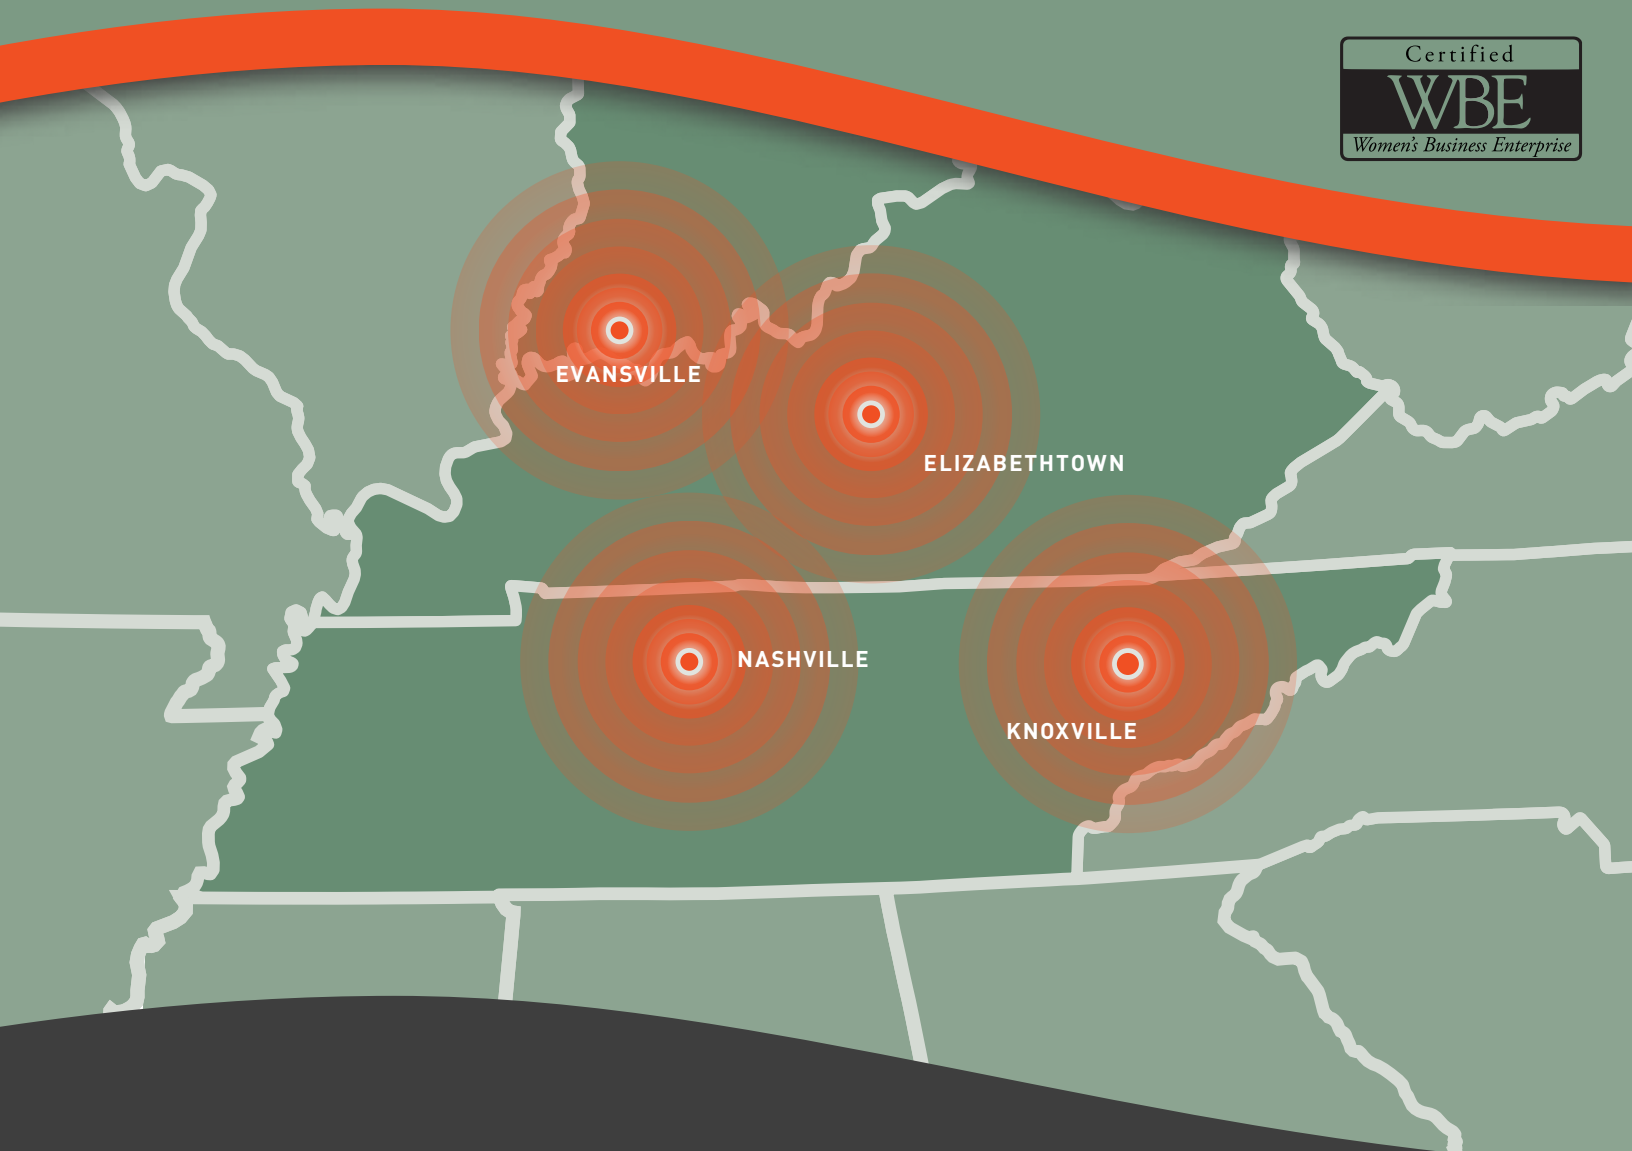 Certified
WBE
Women's Business Enterprise
EVANSVILLE
ELIZABETHTOWN
NASHVILLE
KNOXVILLE